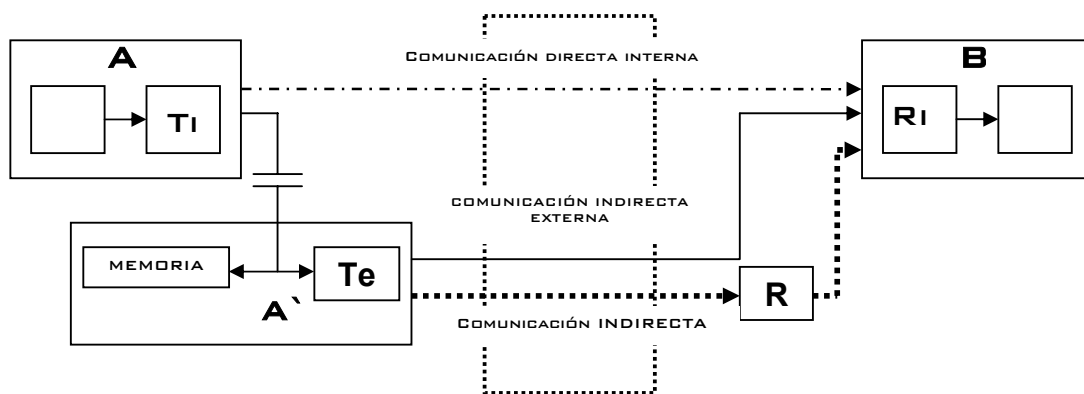 A
Comunicación directa interna
B
Ti
Ri
comunicación indirecta
externa
memoria
Te
R
A`
Comunicación INDIRECTA